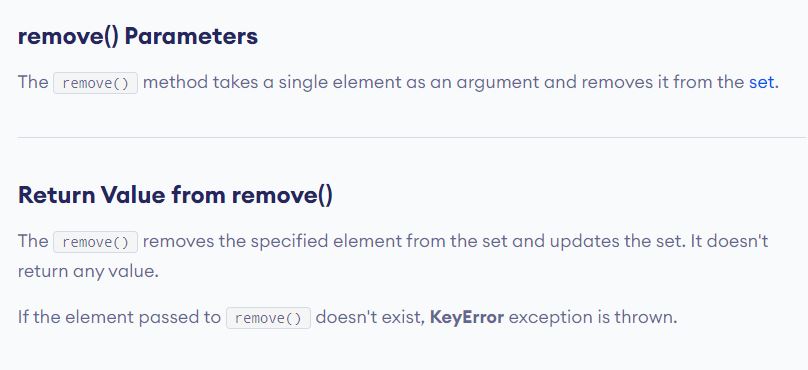 remove() Parameters
The remove() method takes a single element as an argument and removes it from the set.
Return Value from remove()
The remove() removes the specified element from the set and updates the set. It doesn't
return any value.
If the element passed to remove() doesn't exist, KeyError exception is thrown.